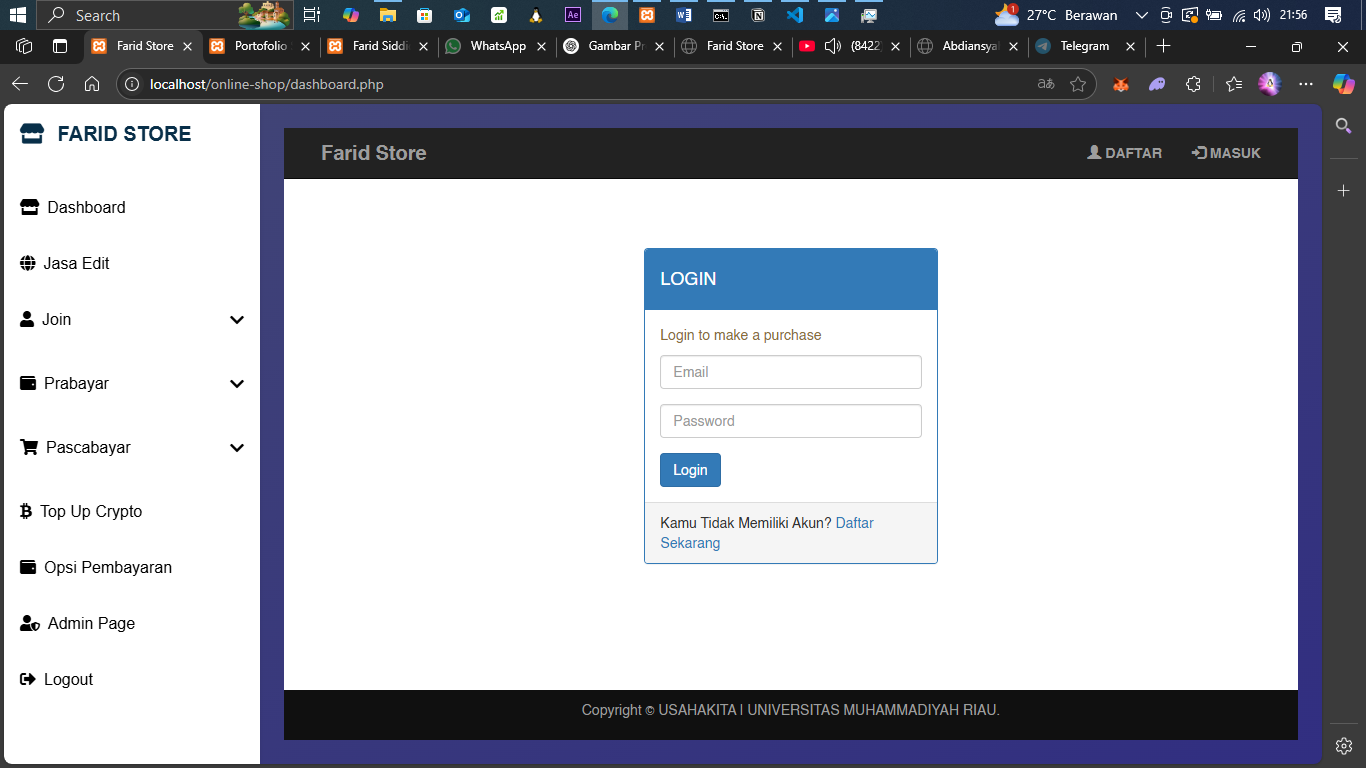 Search
27°C Berawan
21:56
Farid Store
Portofolio
Farid Siddi
WhatsApp
Gambar Pr
Farid Store
(8422)
Abdiansya
Telegram
localhost/online-shop/dashboard.php
FARID STORE
Dashboard
Jasa Edit
Join
Prabayar
Pascabayar
Top Up Crypto
Opsi Pembayaran
Admin Page
Logout
Farid Store
DAFTAR
MASUK
LOGIN
Login to make a purchase
Email
Password
Login
Kamu Tidak Memiliki Akun? Daftar
Sekarang
Copyright © USAHAKITA | UNIVERSITAS MUHAMMADIYAH RIAU.